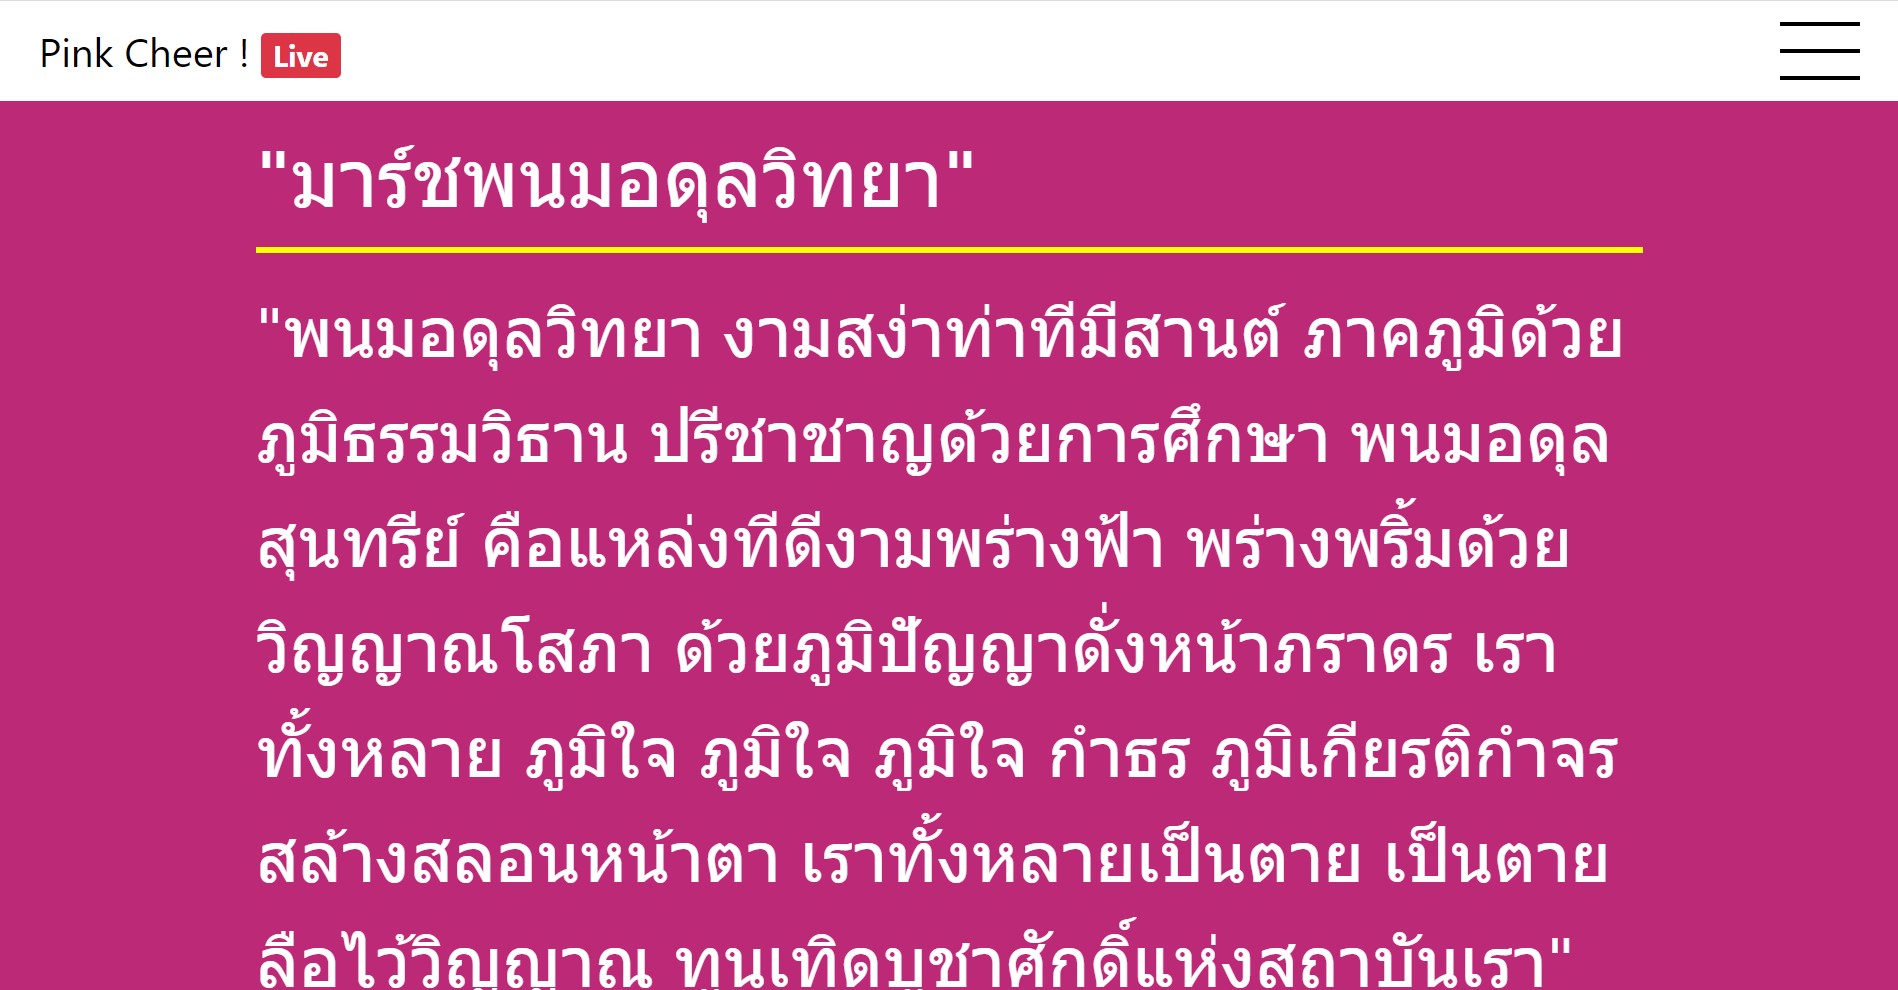 Pink Cheer ! Live
"มาร์ชพนมอดุลวิทยา"
"พนมอดุลวิทยา งามสง่าท่าทีมีสานต์ ภาคภูมิด้วย
ภูมิธรรมวิธาน ปรีชาชาญด้วยการศึกษา พนมอดุล
สุนทรีย์ คือแหล่งทีดีงามพร่างฟ้า พร่างพริ้มด้วย
วิญญาณโสภา ด้วยภูมิปัญญาดั่งหน้าภราดร เรา
ทั้งหลาย ภูมิใจ ภูมิใจ ภูมิใจ กำธร ภูมิเกียรติกำจร
สล้างสลอนหน้าตา เราทั้งหลายเป็นตาย เป็นตาย
ลือไว้วิญญาณ ทูนเทิดบูชาศักดิ์แห่งสถาบันเรา"